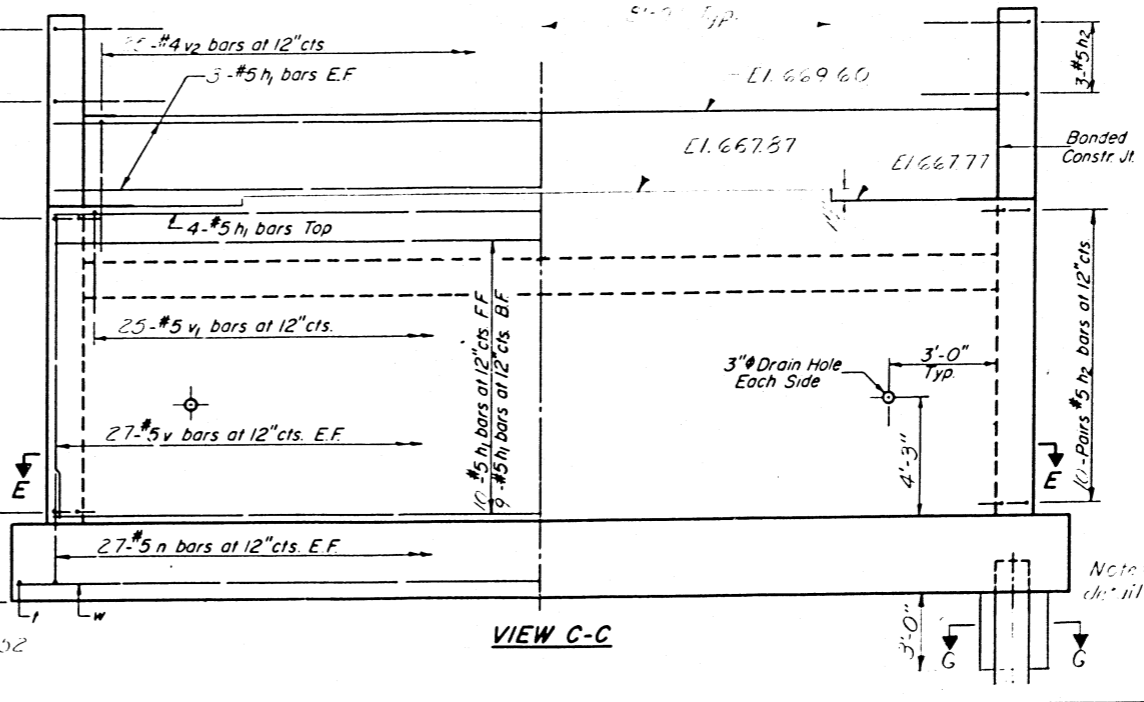 Typ.
#4 v2 bars at 12"cts
3-#5 h1 bars E.F
El. 669.60
3-#5 h2
El. 667.87
El 667.77
Bonded
Constr. Jt.
4-#5 h1 bars Top
25-#5 v1 bars at 12"cts.
10-#5 h1 bars at 12"cts. F.F
9-#5 h1 bars at 12"cts. B.F.
3"φ Drain Hole
Each Side
3'-0"
Typ.
10-Pairs #5 h2 bars at 12"cts
27-#5 v bars at 12"cts. E.F.
4'-3"
E
E
27-#5 n bars at 12"cts. E.F.
Note
detail
t
w
VIEW C-C
3'-0"
G
G
52